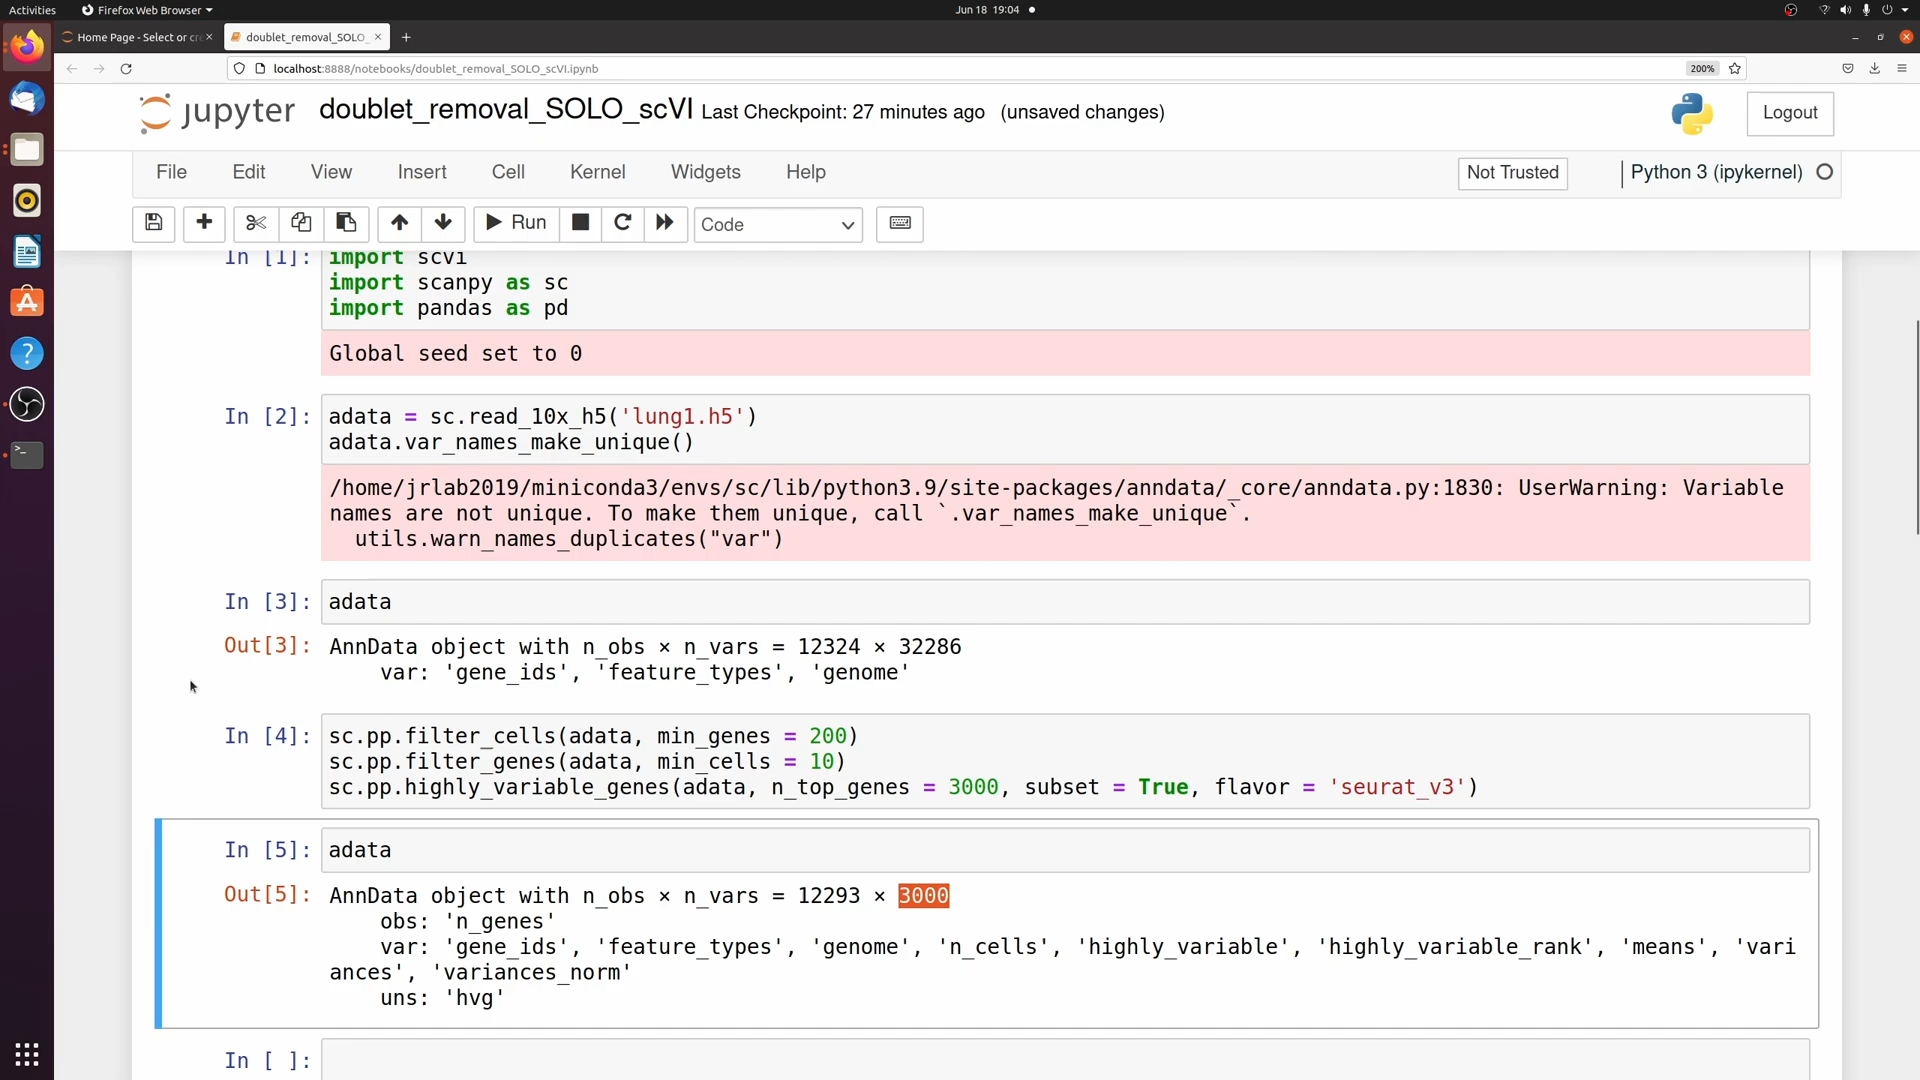 Activities
Firefox Web Browser
Jun 18 19:04
Home Page - Select or cre
doublet_removal_SOLO_
localhost:8888/notebooks/doublet_removal_SOLO_scVI.ipynb
200%
jupyter
doublet_removal_SOLO_scVI Last Checkpoint: 27 minutes ago (unsaved changes)
Logout
File Edit View Insert Cell Kernel Widgets Help
Not Trusted
Python 3 (ipykernel)
Run
Code
In [1]: import scvi
import scanpy as sc
import pandas as pd
Global seed set to 0
In [2]: adata = sc.read_10x_h5('lung1.h5')
adata.var_names_make_unique()
/home/jrlab2019/miniconda3/envs/sc/lib/python3.9/site-packages/anndata/_core/anndata.py:1830: UserWarning: Variable
names are not unique. To make them unique, call `.var_names_make_unique`.
utils.warn_names_duplicates("var")
In [3]: adata
Out[3]: AnnData object with n_obs × n_vars = 12324 × 32286
var: 'gene_ids', 'feature_types', 'genome'
In [4]: sc.pp.filter_cells(adata, min_genes = 200)
sc.pp.filter_genes(adata, min_cells = 10)
sc.pp.highly_variable_genes(adata, n_top_genes = 3000, subset = True, flavor = 'seurat_v3')
In [5]: adata
Out[5]: AnnData object with n_obs × n_vars = 12293 × 3000
obs: 'n_genes'
var: 'gene_ids', 'feature_types', 'genome', 'n_cells', 'highly_variable', 'highly_variable_rank', 'means', 'vari
ances', 'variances_norm'
uns: 'hvg'
In [ ]: